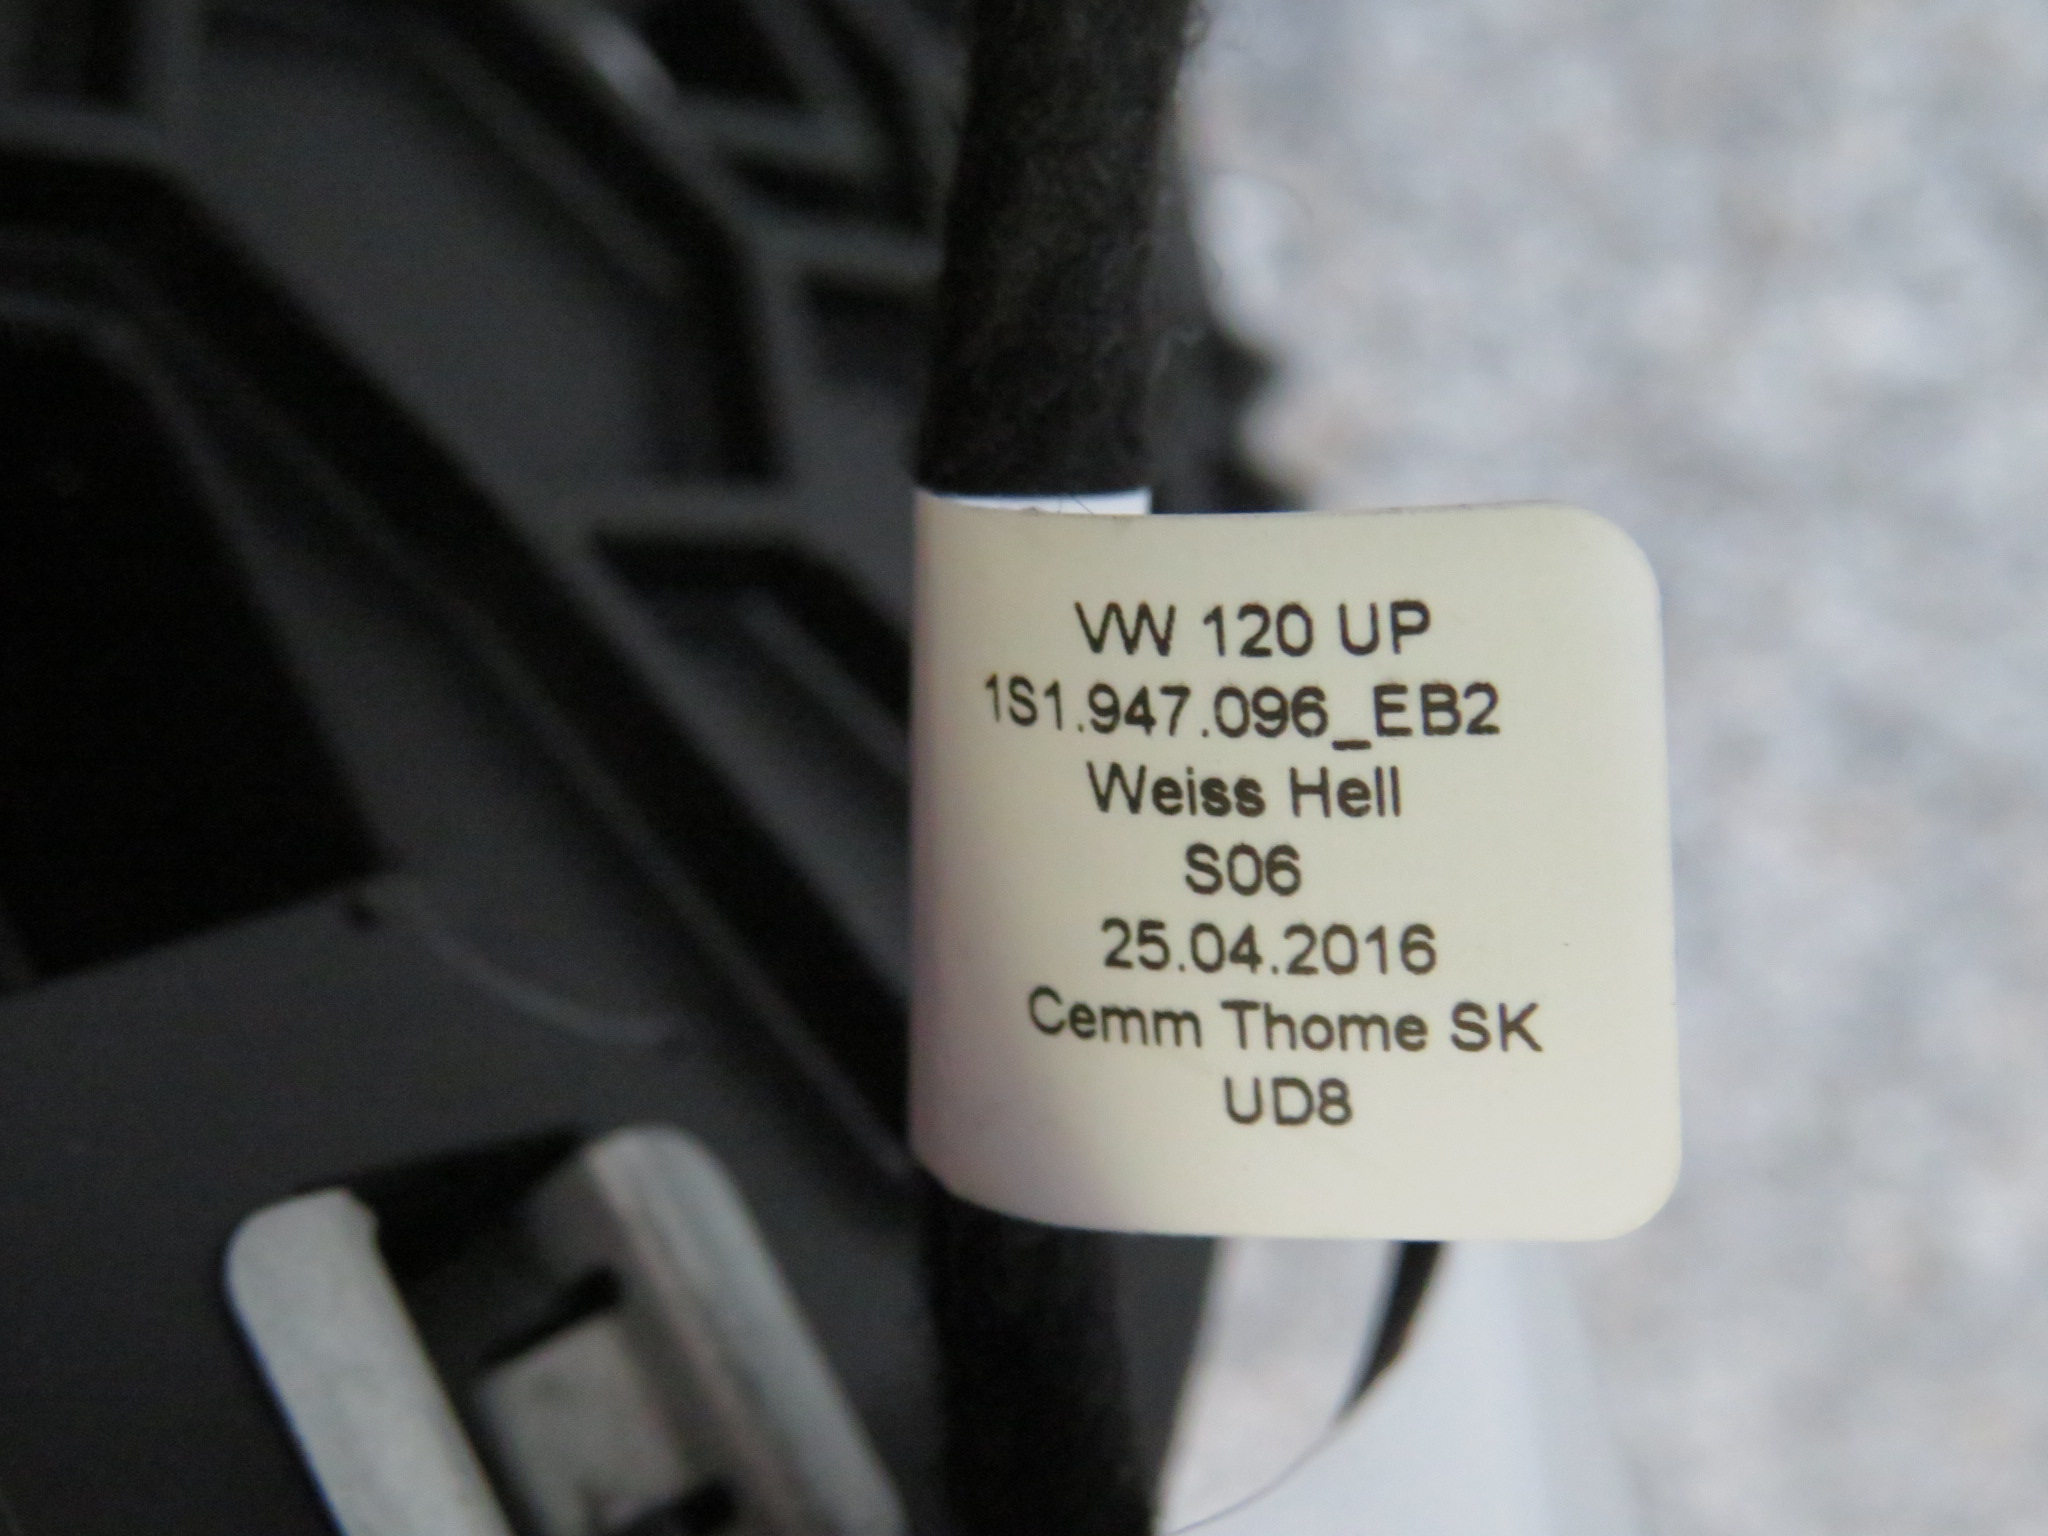 VW 120 UP
1S1.947.096_EB2
Weiss Hell
S06
25.04.2016
Cemm Thome SK
UD8